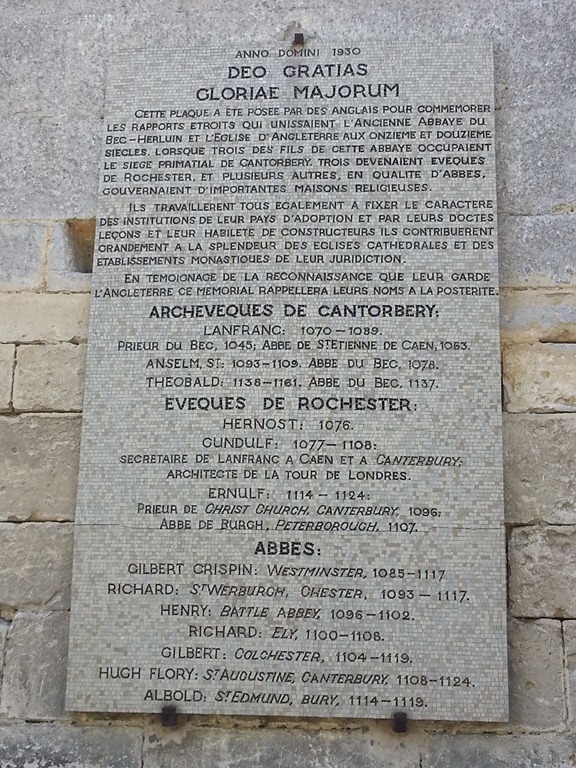 ANNO DOMINI 1930
DEO GRATIAS
GLORIAE MAJORUM
CETTE PLAQUE A ETE POSEE PAR DES ANGLAIS POUR COMMEMORER
LES RAPPORTS ETROITS QUI UNISSAIENT L'ANCIENNE ABBAYE DU
BEC-HERLUIN ET L'EGLISE D'ANGLETERRE AUX ONZIEME ET DOUZIEME
SIECLES. LORSQUE TROIS DES FILS DE CETTE ABBAYE OCCUPAIENT
LE SIEGE PRIMATIAL DE CANTORBERY. TROIS DEVENAIENT EVEQUES
DE ROCHESTER, ET PLUSIEURS AUTRES, EN QUALITE D'ABBES,
GOUVERNAIENT D'IMPORTANTES MAISONS RELIGIEUSES.
ILS TRAVAILLERENT TOUS EGALEMENT A FIXER LE CARACTERE
DES INSTITUTIONS DE LEUR PAYS D'ADOPTION ET PAR LEURS DOCTES
LEÇONS ET LEUR HABILETE DE CONSTRUCTEURS ILS CONTRIBUERENT
GRANDEMENT A LA SPLENDEUR DES EGLISES CATHEDRALES ET DES
ETABLISSEMENTS MONASTIQUES DE LEUR JURIDICTION.
EN TEMOIGNAGE DE LA RECONNAISSANCE QUE LEUR GARDE
L'ANGLETERRE CE MEMORIAL RAPPELLERA LEURS NOMS A LA POSTERITE.
ARCHEVEQUES DE CANTORBERY:
LANFRANC: 1070-1089.
PRIEUR DU BEC, 1045; ABBE DE ST ETIENNE DE CAEN, 1063.
ANSELM, ST: 1093-1109. ABBE DU BEC, 1078.
THEOBALD: 1138-1161. ABBE DU BEC, 1137.
EVEQUES DE ROCHESTER:
HERNOST: 1076.
GUNDULF: 1077-1108:
SECRETAIRE DE LANFRANC A CAEN ET A CANTERBURY;
ARCHITECTE DE LA TOUR DE LONDRES.
ERNULF: 1114-1124:
PRIEUR DE CHRIST CHURCH, CANTERBURY, 1096;
ABBE DE BURGH, PETERBOROUGH, 1107.
ABBES:
GILBERT CRISPIN: WESTMINSTER, 1085-1117
RICHARD: ST WERBURGH, CHESTER, 1093-1117.
HENRY: BATTLE ABBEY, 1096-1102.
RICHARD: ELY, 1100-1108.
GILBERT: COLCHESTER, 1104-1119.
HUGH FLORY: ST AUGUSTINE, CANTERBURY, 1108-1124.
ALBOLD: ST EDMUND, BURY, 1114-1119.